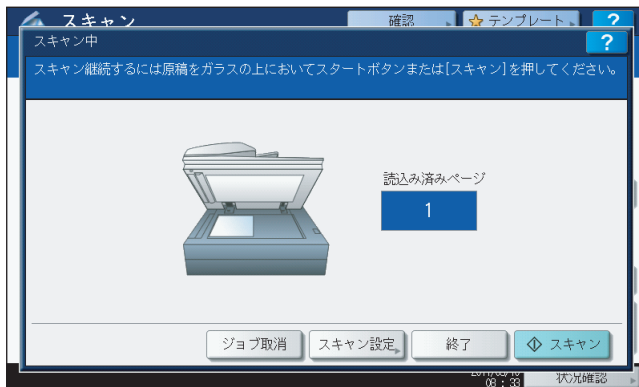 スキャン
確認
テンプレート
?
スキャン中
?
スキャン継続するには原稿をガラスの上においてスタートボタンまたは[スキャン]を押してください。
読込み済みページ
1
ジョブ取消
スキャン設定
終了
スキャン
08:33
状況確認